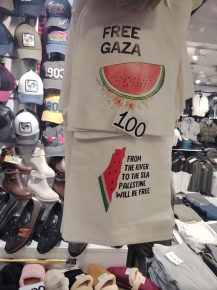 FREE
GAZA
100
FROM
THE RIVER
TO THE SEA
PALESTINE
WILL BE FREE